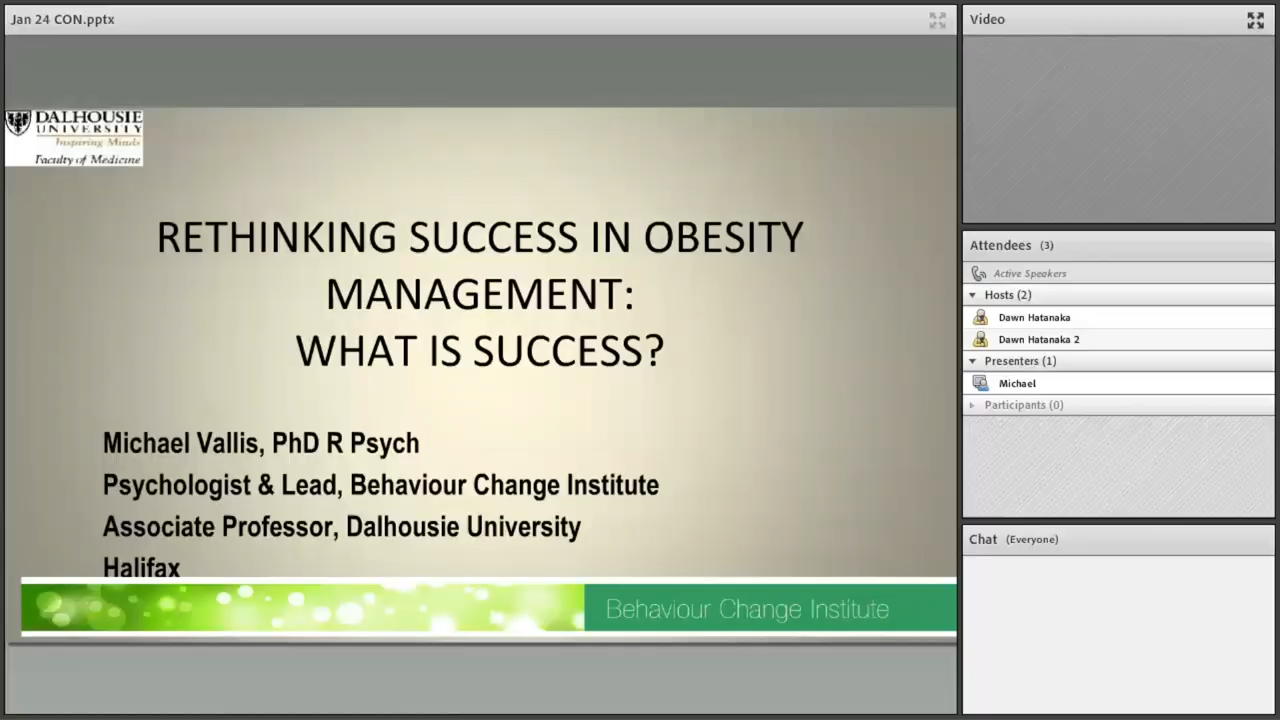 Jan 24 CON.pptx
DALHOUSIE
UNIVERSITY
Inspiring Minds
Faculty of Medicine
RETHINKING SUCCESS IN OBESITY
MANAGEMENT:
WHAT IS SUCCESS?
Michael Vallis, PhD R Psych
Psychologist & Lead, Behaviour Change Institute
Associate Professor, Dalhousie University
Halifax
Behaviour Change Institute
Video
Attendees (3)
Active Speakers
Hosts (2)
Dawn Hatanaka
Dawn Hatanaka 2
Presenters (1)
Michael
Participants (0)
Chat (Everyone)